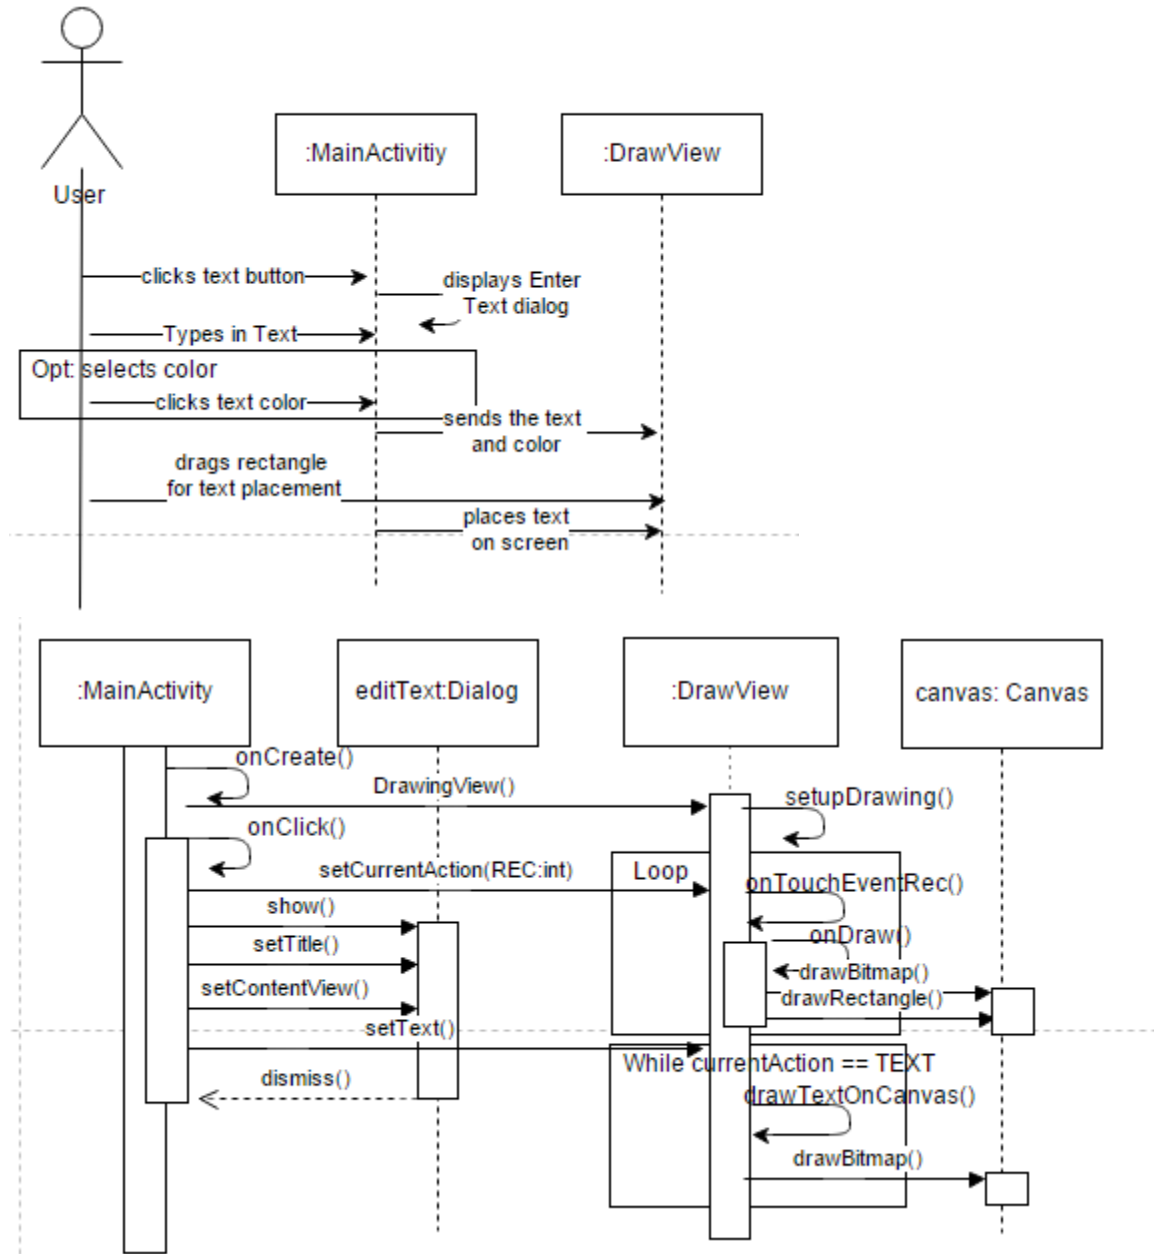 User
:MainActivitiy
:DrawView
clicks text button
displays Enter
Text dialog
Types in Text
Opt: selects color
clicks text color
sends the text
and color
drags rectangle
for text placement
places text
on screen
:MainActivity
editText:Dialog
:DrawView
canvas: Canvas
onCreate()
DrawingView()
setupDrawing()
onClick()
setCurrentAction(REC:int)
Loop
onTouchEventRec()
show()
onDraw()
setTitle()
drawBitmap()
setContentView()
drawRectangle()
setText()
While currentAction == TEXT
dismiss()
drawTextOnCanvas()
drawBitmap()